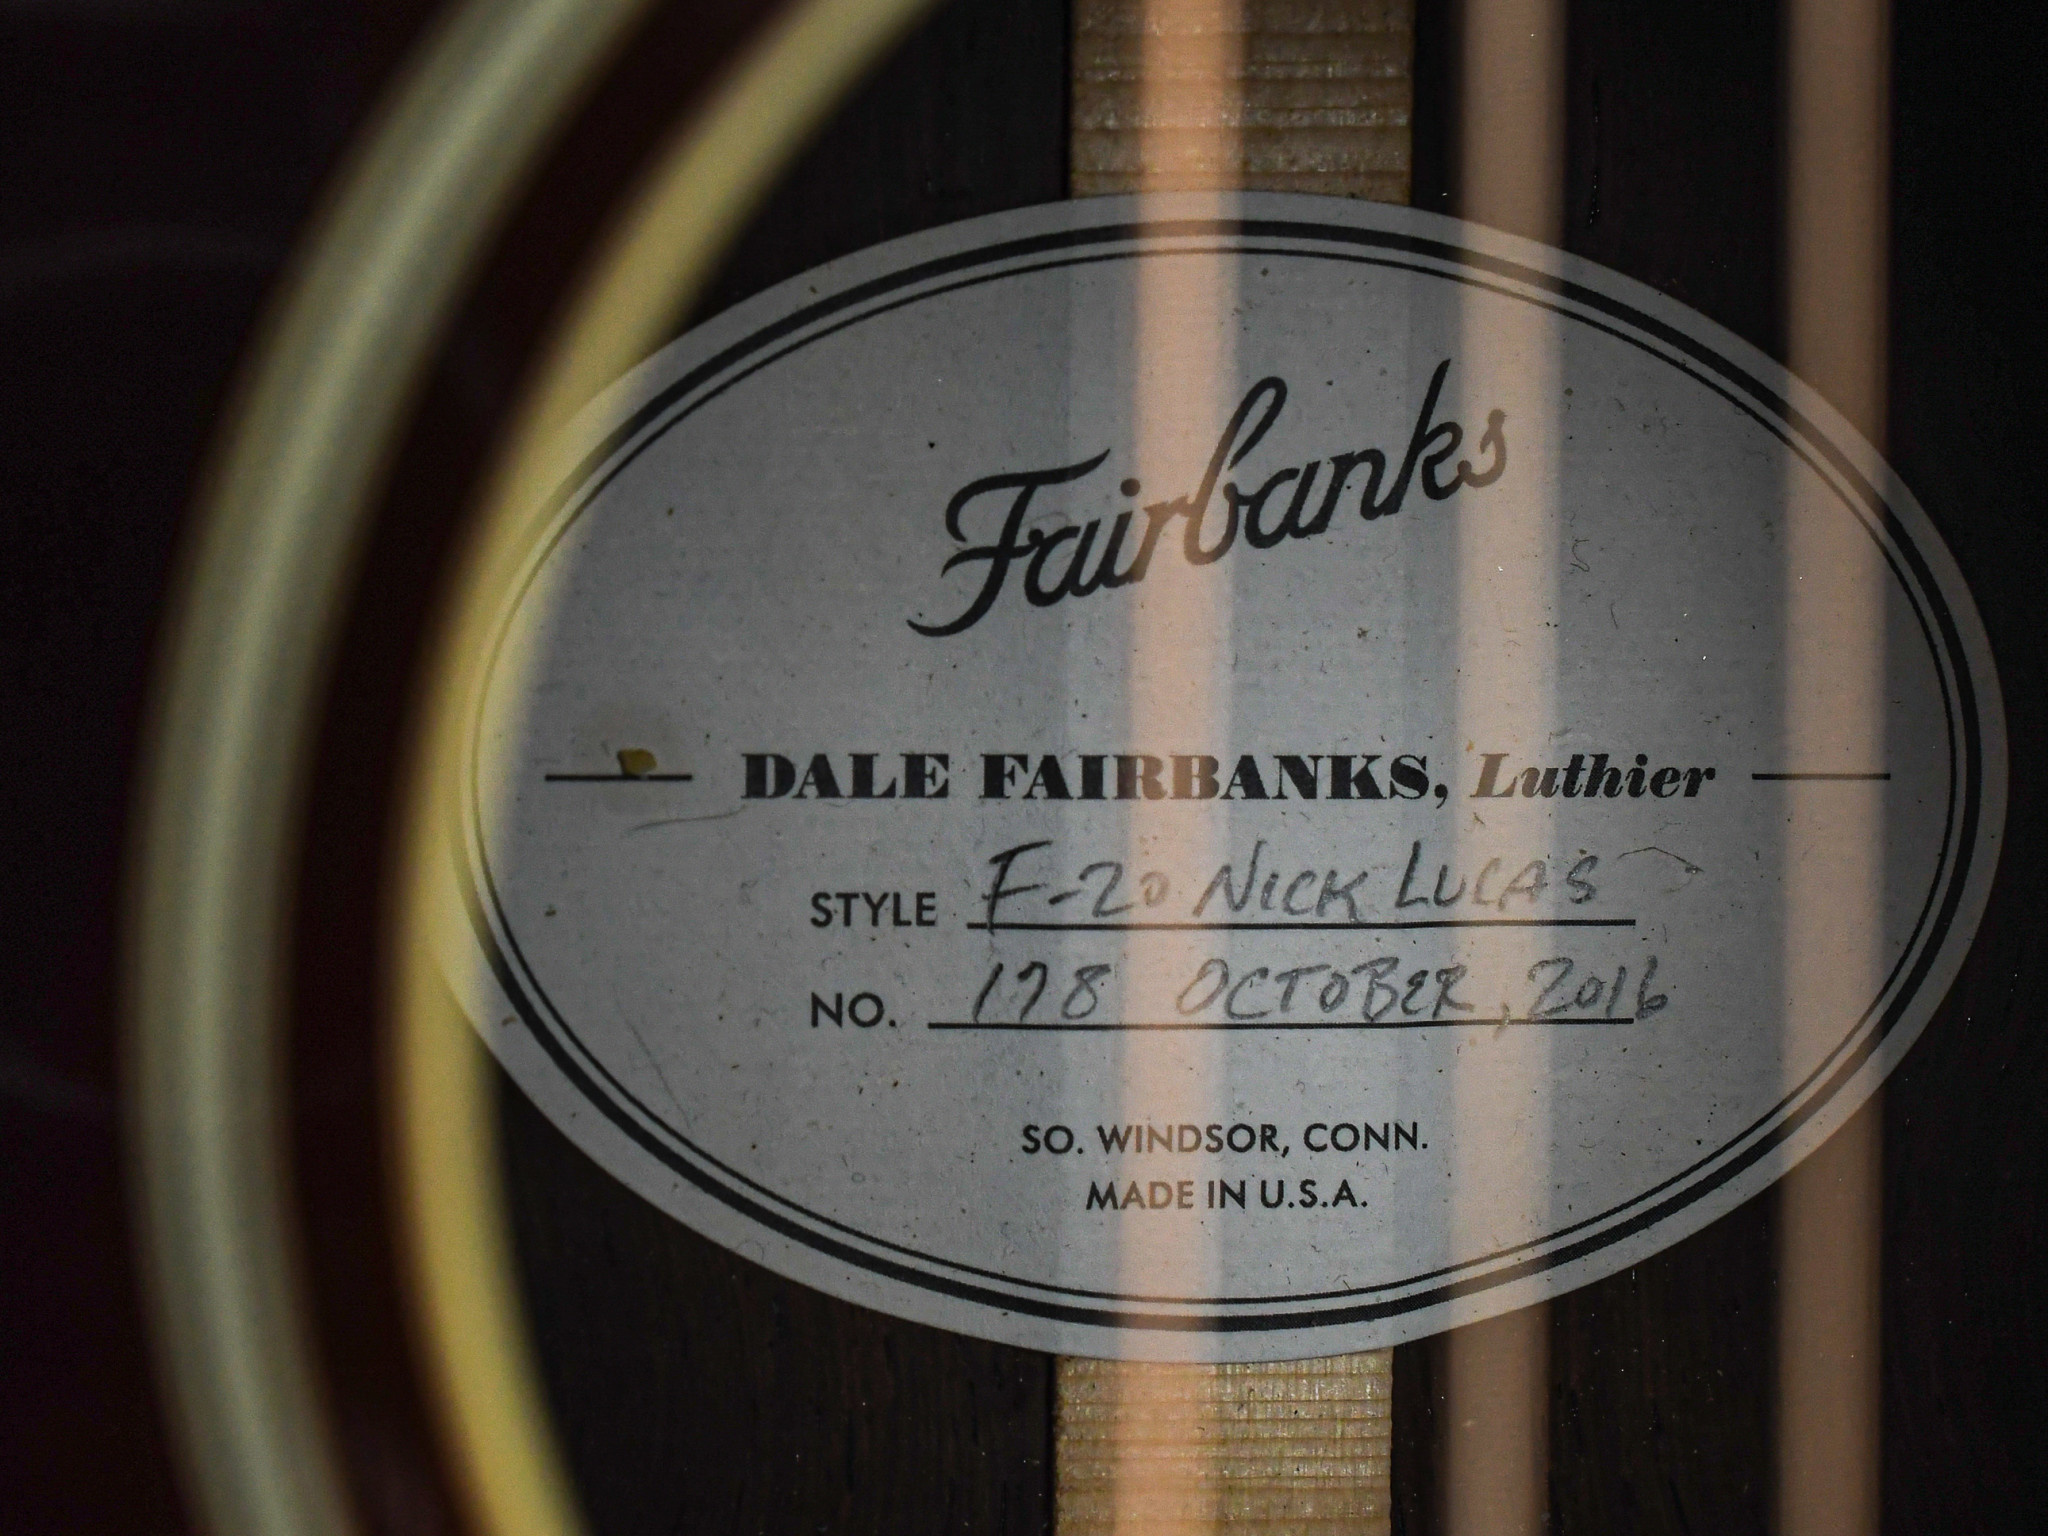 Fairbanks
DALE FAIRBANKS, Luthier
STYLE F-20 NICK LUCAS
NO. 178 OCTOBER, 2016
SO. WINDSOR, CONN.
MADE IN U.S.A.